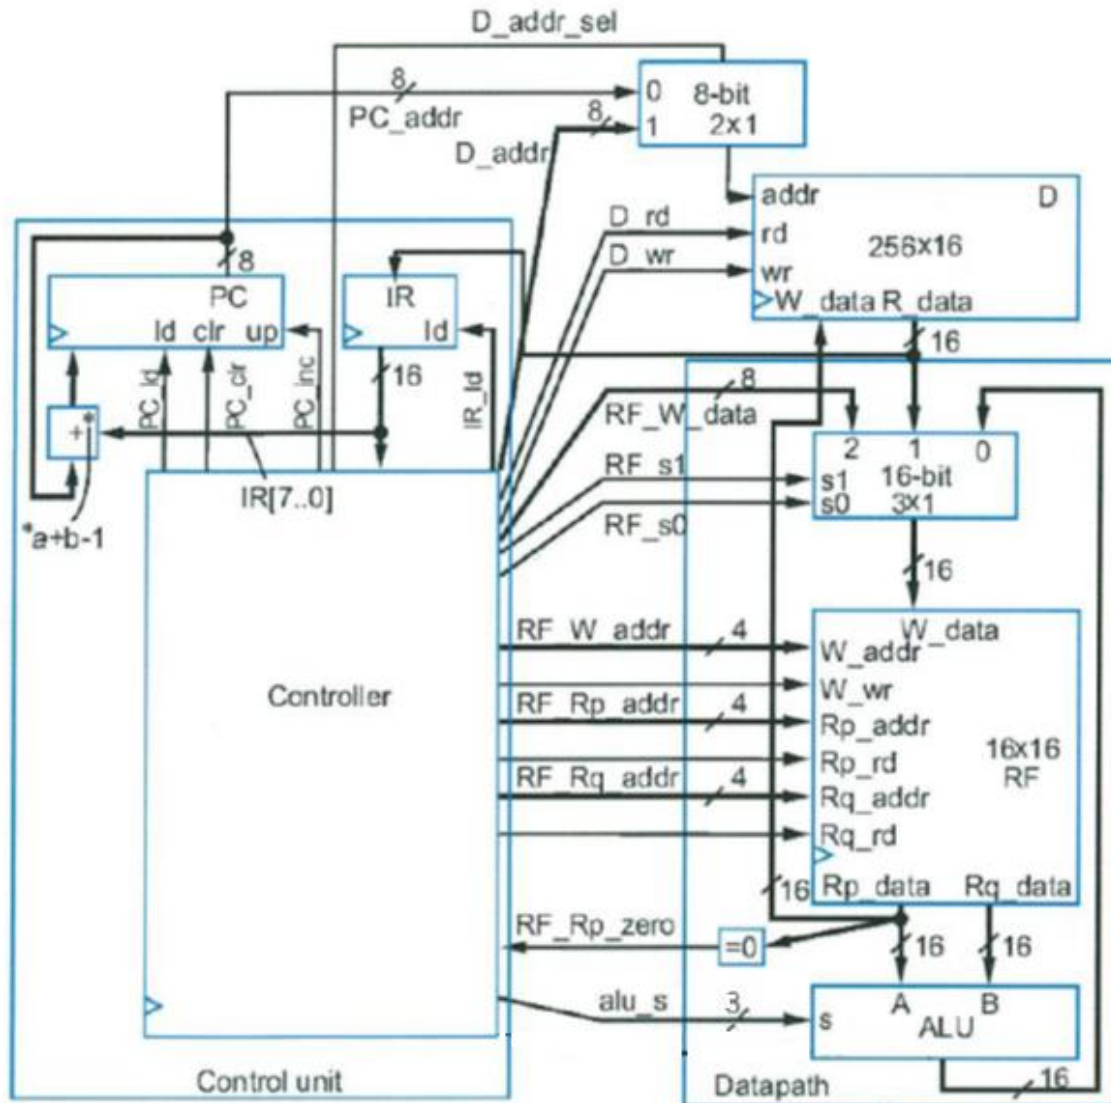 D_addr_sel
8
PC_addr
0
8-bit
1
2x1
8
D_addr
addr
D
D_rd
rd
256x16
D_wr
wr
W_data R_data
16
8
PC
ld clr up
IR
ld
16
PC_ld
PC_clr
PC_inc
IR_ld
+*
IR[7..0]
*a+b-1
8
RF_W_data
2
1
0
RF_s1
s1
16-bit
RF_s0
s0
3x1
16
W_data
RF_W_addr
4
W_addr
W_wr
Controller
RF_Rp_addr
4
Rp_addr
16x16
RF
Rp_rd
RF_Rq_addr
4
Rq_addr
Rq_rd
16
Rp_data
Rq_data
RF_Rp_zero
=0
16
16
alu_s
3
s
A
B
ALU
16
Control unit
Datapath